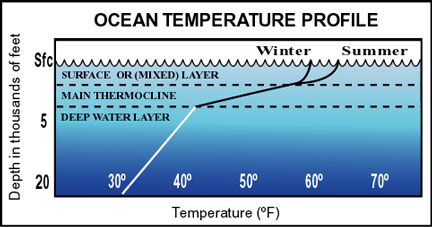 OCEAN TEMPERATURE PROFILE
Winter Summer
Sfc
SURFACE OR (MIXED) LAYER
MAIN THERMOCLINE
5
DEEP WATER LAYER
20
30º 40º 50º 60º 70º
Depth in thousands of feet
Temperature (ºF)